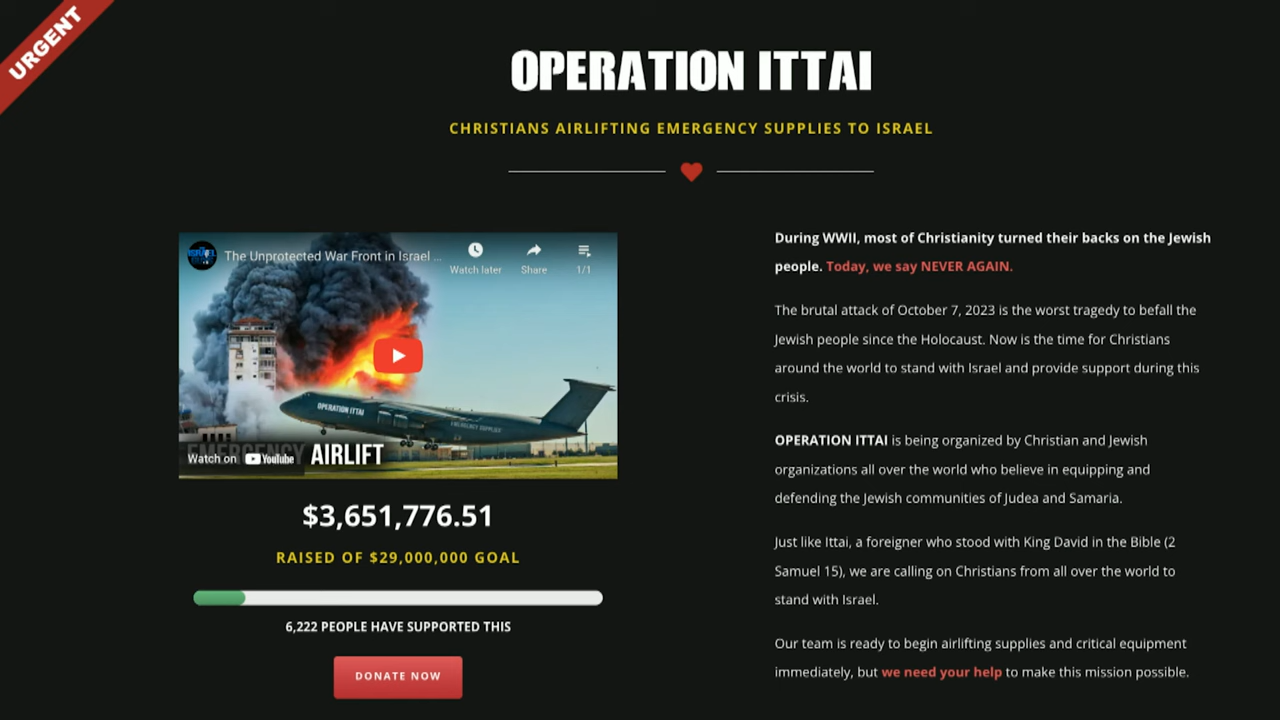 URGENT
OPERATION ITTAI
CHRISTIANS AIRLIFTING EMERGENCY SUPPLIES TO ISRAEL
The Unprotected War Front in Israel ...
Watch later
Share
1/1
OPERATION ITTAI
EMERGENCY SUPPLIES
EMERGENCY AIRLIFT
Watch on YouTube
$3,651,776.51
RAISED OF $29,000,000 GOAL
6,222 PEOPLE HAVE SUPPORTED THIS
DONATE NOW
During WWII, most of Christianity turned their backs on the Jewish
people. Today, we say NEVER AGAIN.
The brutal attack of October 7, 2023 is the worst tragedy to befall the
Jewish people since the Holocaust. Now is the time for Christians
around the world to stand with Israel and provide support during this
crisis.
OPERATION ITTAI is being organized by Christian and Jewish
organizations all over the world who believe in equipping and
defending the Jewish communities of Judea and Samaria.
Just like Ittai, a foreigner who stood with King David in the Bible (2
Samuel 15), we are calling on Christians from all over the world to
stand with Israel.
Our team is ready to begin airlifting supplies and critical equipment
immediately, but we need your help to make this mission possible.